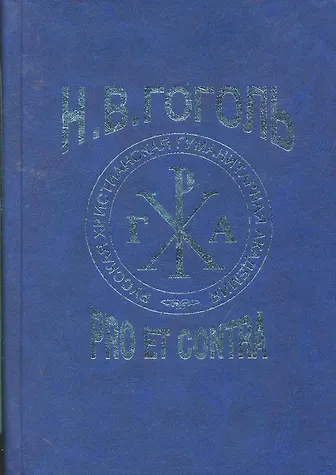 Н.В.ГОГОЛЬ
РУССКАЯ ХРИСТИАНСКАЯ ГУМАНИТАРНАЯ АКАДЕМИЯ
Г А
PRO ET CONTRA